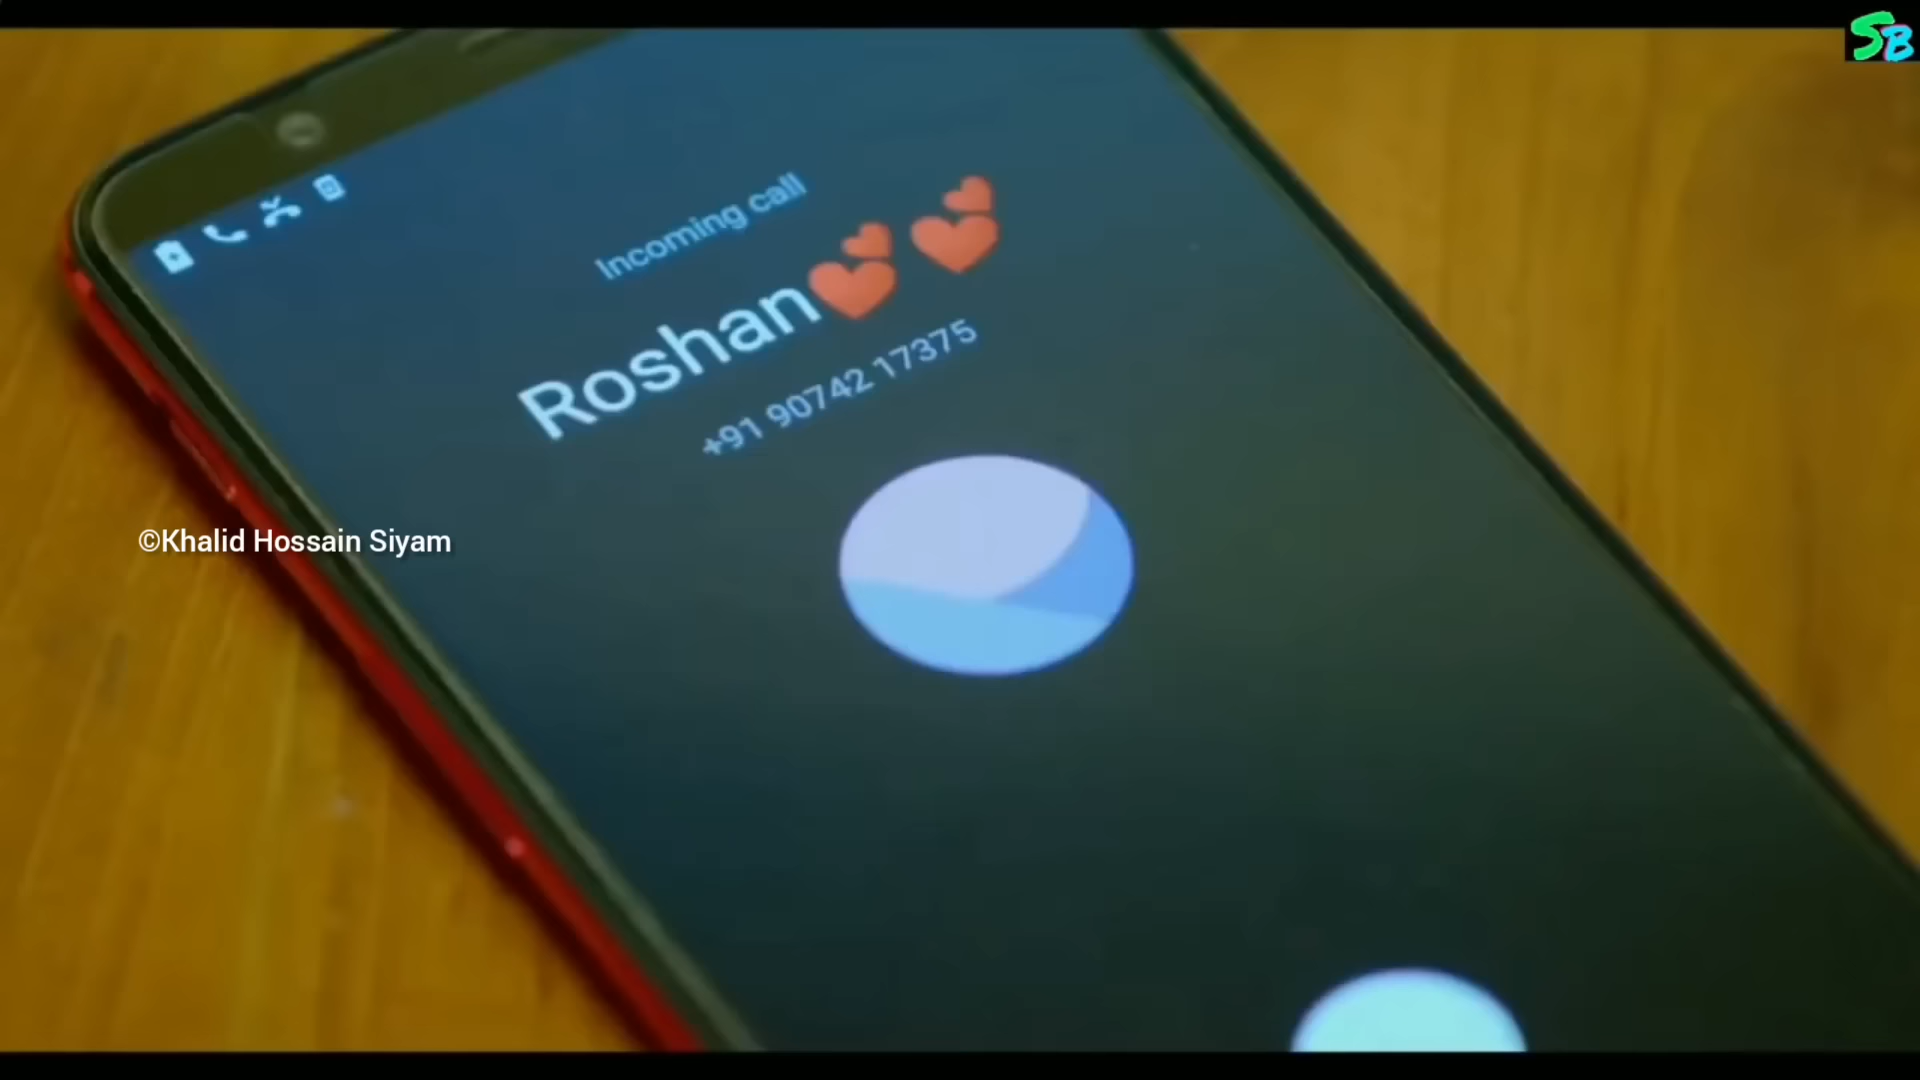 SB
Incoming call
Roshan💕💕
+91 90742 17375
©Khalid Hossain Siyam